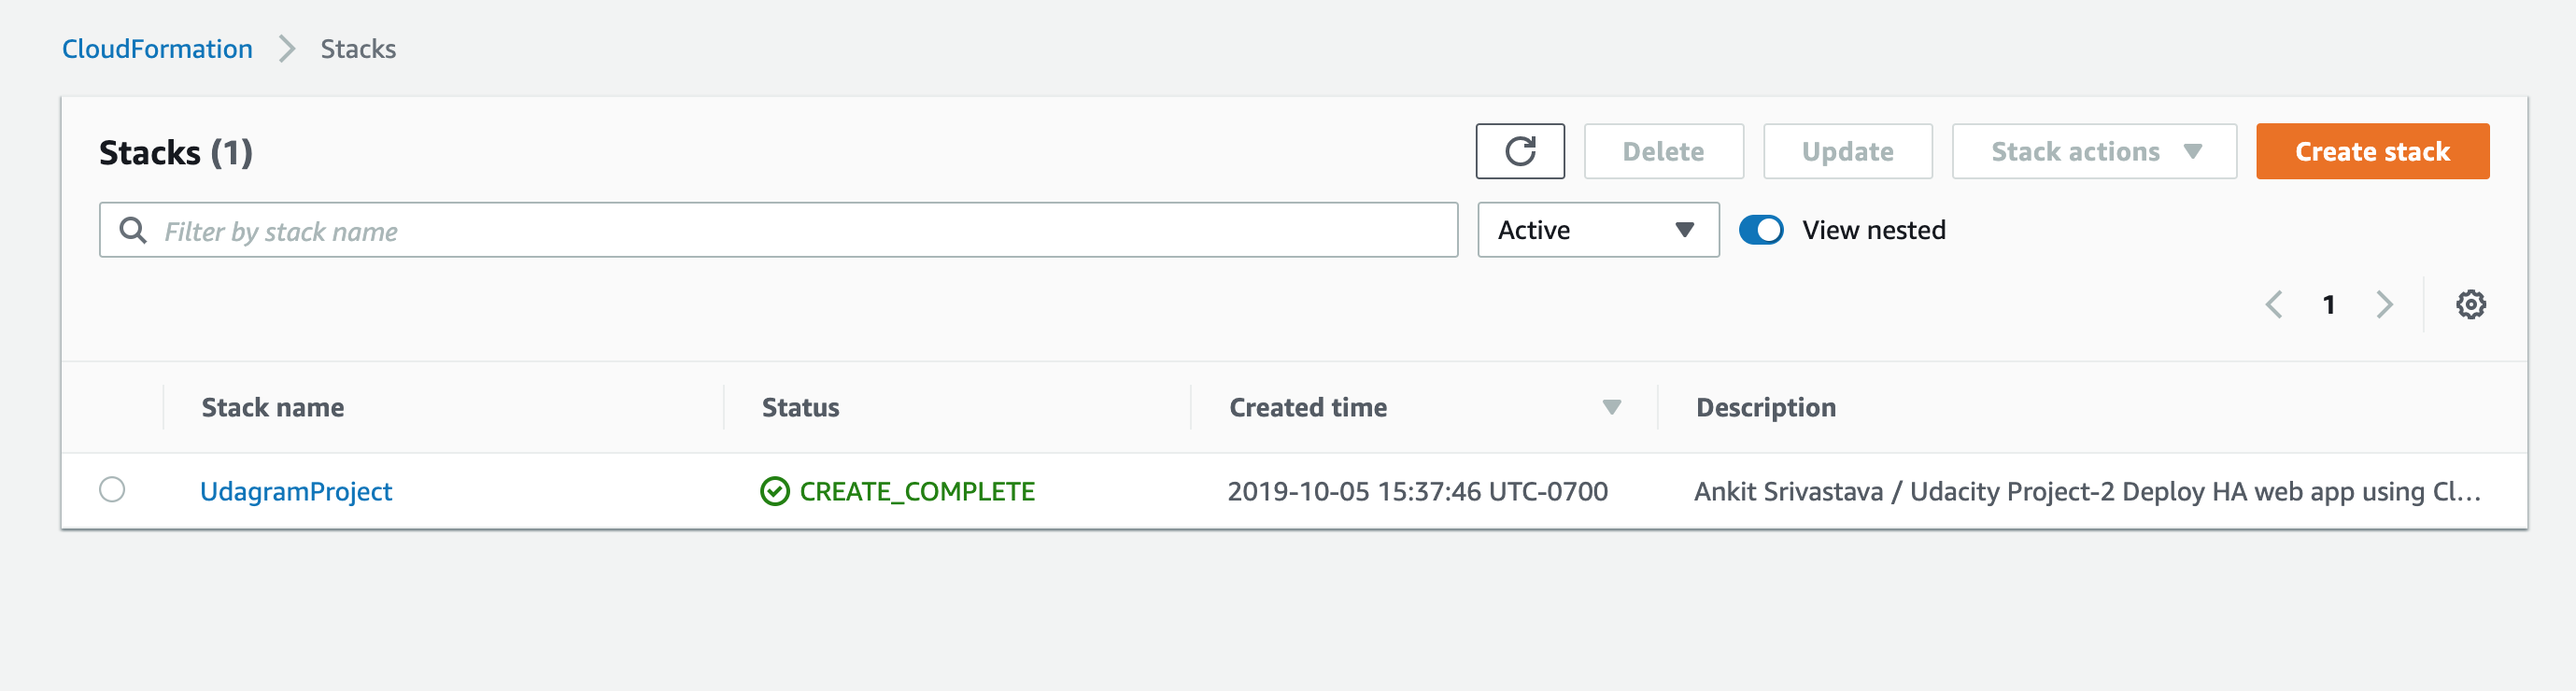 CloudFormation Stacks
Stacks (1) Delete Update Stack actions Create stack
Filter by stack name Active View nested
1
Stack name Status Created time Description
UdagramProject CREATE_COMPLETE 2019-10-05 15:37:46 UTC-0700 Ankit Srivastava / Udacity Project-2 Deploy HA web app using Cl...